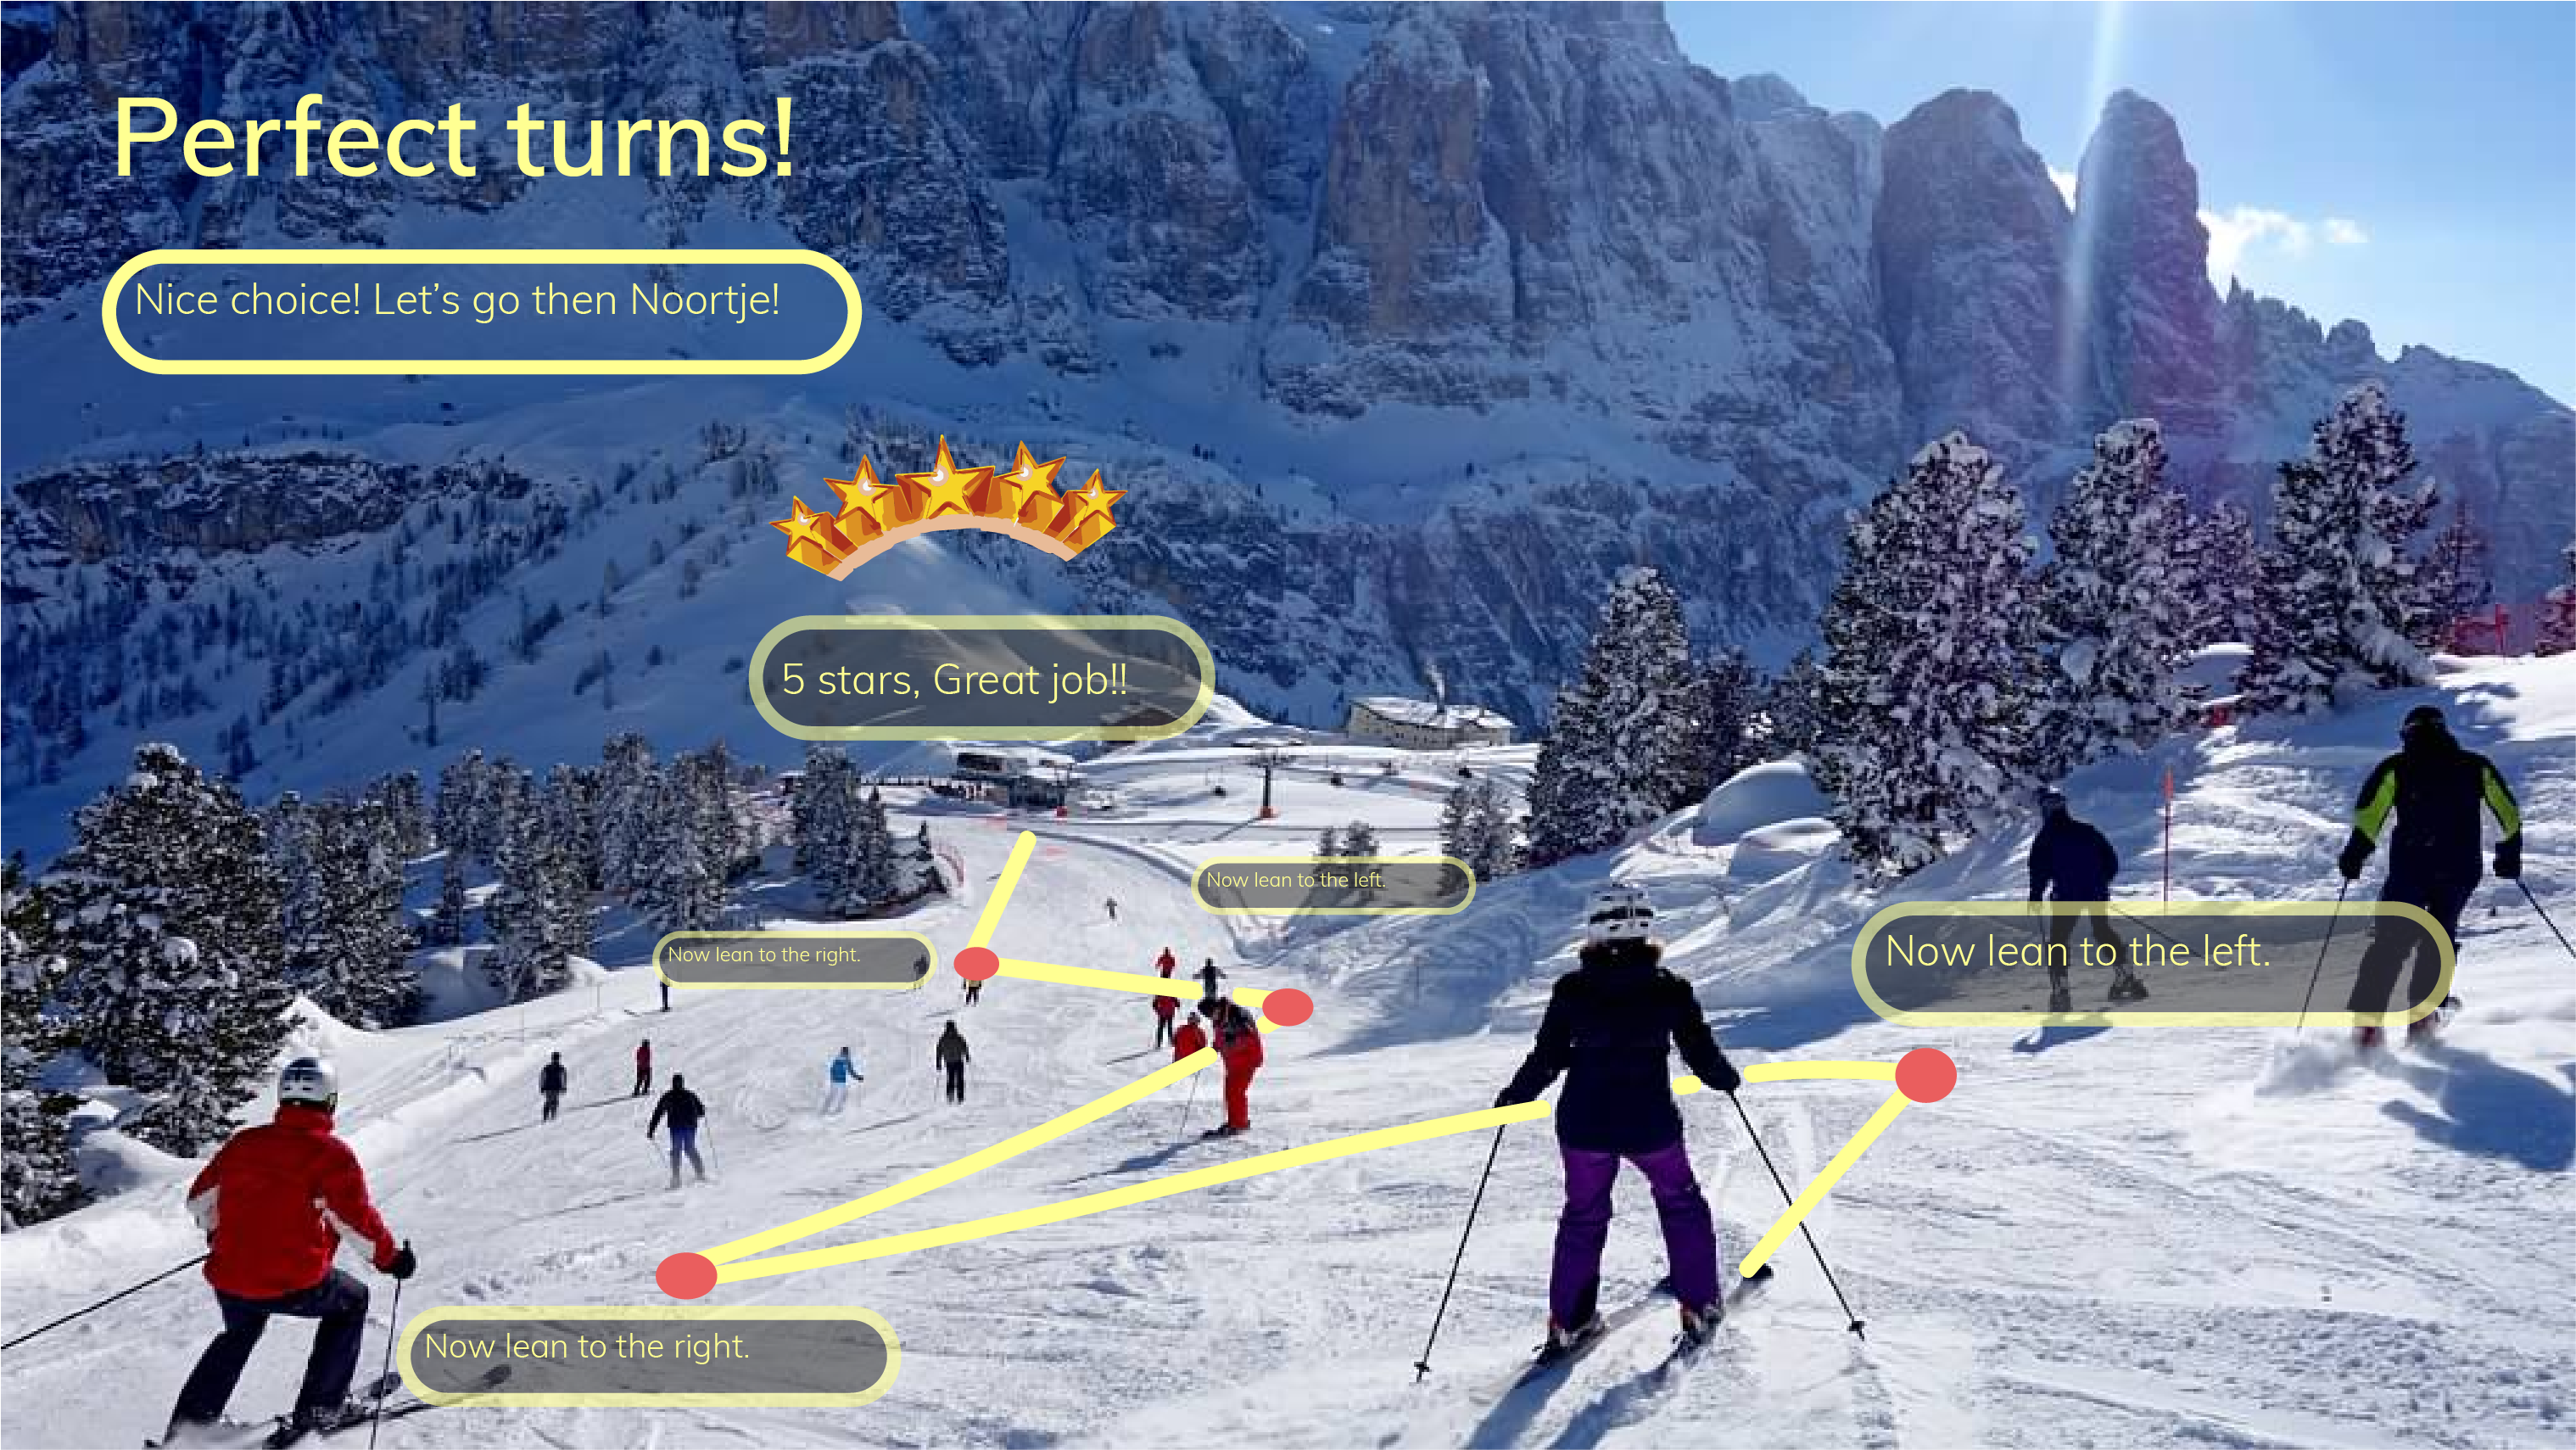 Perfect turns!
Nice choice! Let’s go then Noortje!
5 stars, Great job!!
Now lean to the left.
Now lean to the right.
Now lean to the left.
Now lean to the right.